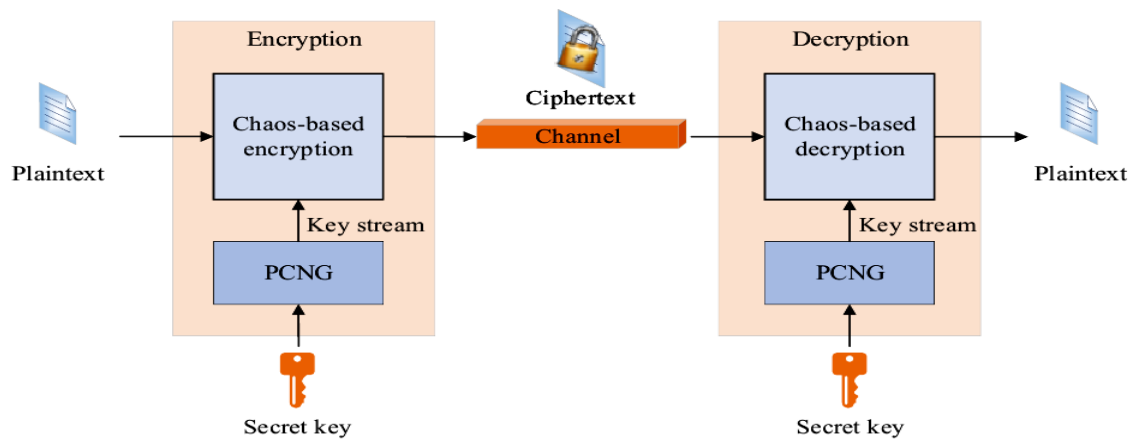 Encryption
Decryption
Ciphertext
Chaos-based
encryption
Channel
Chaos-based
decryption
Plaintext
Plaintext
Key stream
Key stream
PCNG
PCNG
Secret key
Secret key